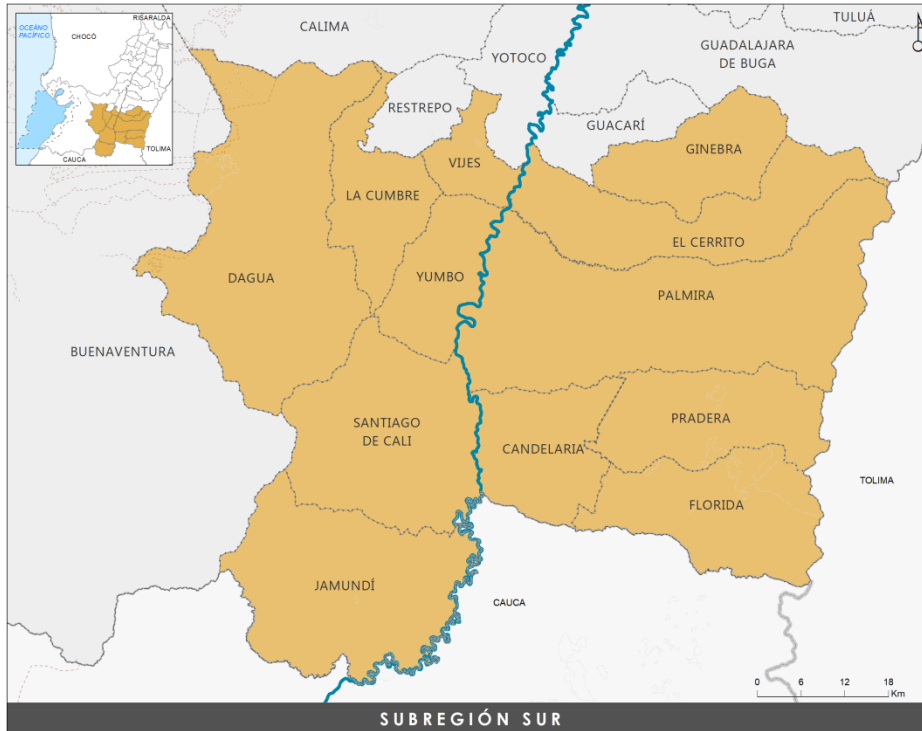 OCEÁNO
PACÍFICO
CHOCÓ
RISARALDA
CAUCA
TOLIMA
CALIMA
YOTOCO
TULUÁ
GUADALAJARA
DE BUGA
RESTREPO
GUACARÍ
GINEBRA
VIJES
LA CUMBRE
EL CERRITO
DAGUA
YUMBO
PALMIRA
BUENAVENTURA
SANTIAGO
DE CALI
CANDELARIA
PRADERA
TOLIMA
FLORIDA
JAMUNDÍ
CAUCA
0 6 12 18
Km
SUBREGIÓN SUR